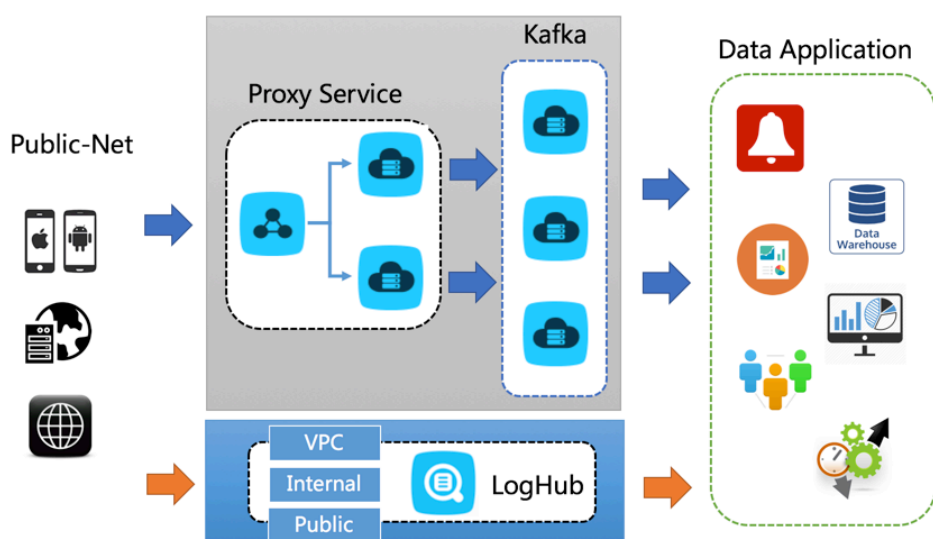 Kafka
Data Application
Proxy Service
Public-Net
Data
Warehouse
VPC
Internal
LogHub
Public